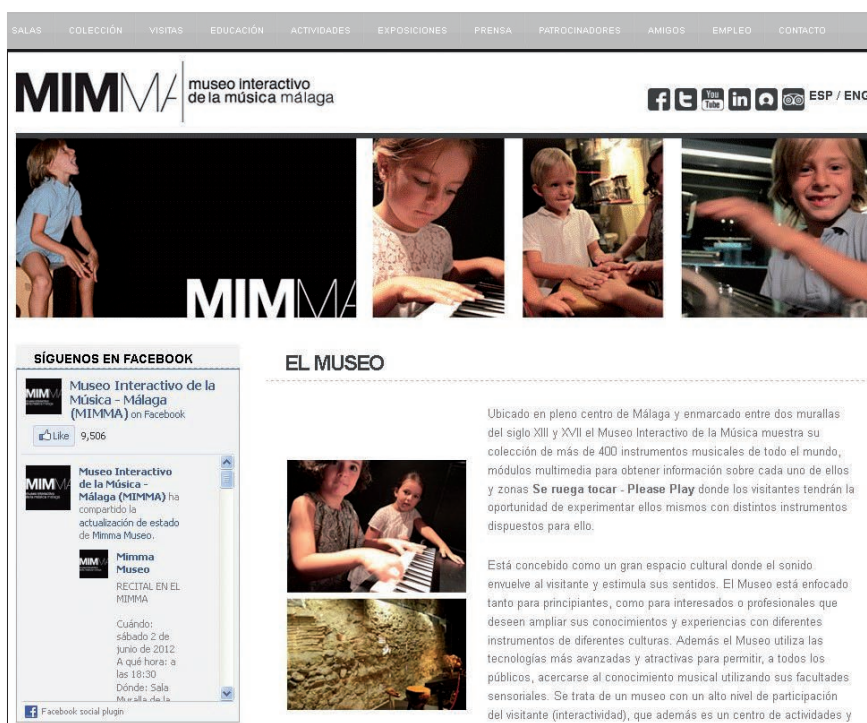 SALAS COLECCIÓN VISITAS EDUCACIÓN ACTIVIDADES EXPOSICIONES PRENSA PATROCINADORES AMIGOS EMPLEO CONTACTO
MIMMA museo interactivo
de la música málaga
You
Tube
in
ESP / ENG
MIMMA
SÍGUENOS EN FACEBOOK
MIMMA
Museo Interactivo de la
Música - Málaga
(MIMMA) on Facebook
Like 9,506
MIMMA
Museo Interactivo
de la Música -
Málaga (MIMMA) ha
compartido la
actualización de estado
de Mimma Museo.
MIMMA
Mimma
Museo
RECITAL EN EL
MIMMA
Cuándo:
sábado 2 de
junio de 2012
A qué hora: a
las 18:30
Dónde: Sala
Muralla de la
Facebook social plugin
EL MUSEO
Ubicado en pleno centro de Málaga y enmarcado entre dos murallas
del siglo XIII y XVII el Museo Interactivo de la Música muestra su
colección de más de 400 instrumentos musicales de todo el mundo,
módulos multimedia para obtener información sobre cada uno de ellos
y zonas Se ruega tocar - Please Play donde los visitantes tendrán la
oportunidad de experimentar ellos mismos con distintos instrumentos
dispuestos para ello.
Está concebido como un gran espacio cultural donde el sonido
envuelve al visitante y estimula sus sentidos. El Museo está enfocado
tanto para principiantes, como para interesados o profesionales que
deseen ampliar sus conocimientos y experiencias con diferentes
instrumentos de diferentes culturas. Además el Museo utiliza las
tecnologías más avanzadas y atractivas para permitir, a todos los
públicos, acercarse al conocimiento musical utilizando sus facultades
sensoriales. Se trata de un museo con un alto nivel de participación
del visitante (interactividad), que además es un centro de actividades y